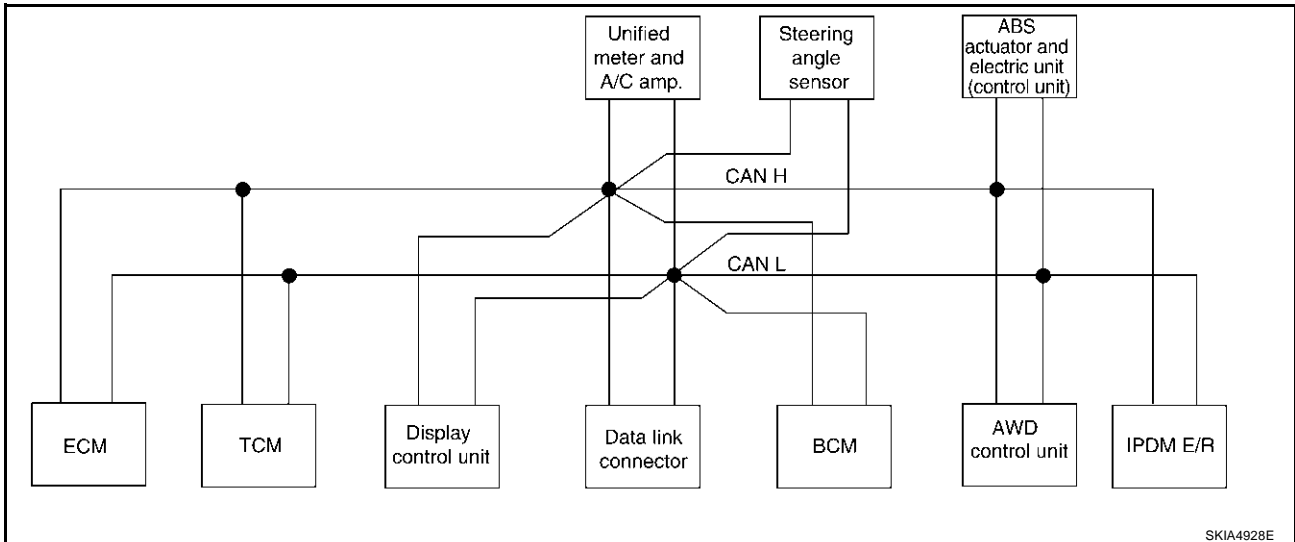 Unified
meter and
A/C amp.
Steering
angle
sensor
ABS
actuator and
electric unit
(control unit)
CAN H
CAN L
ECM
TCM
Display
control unit
Data link
connector
BCM
AWD
control unit
IPDM E/R
SKIA4928E